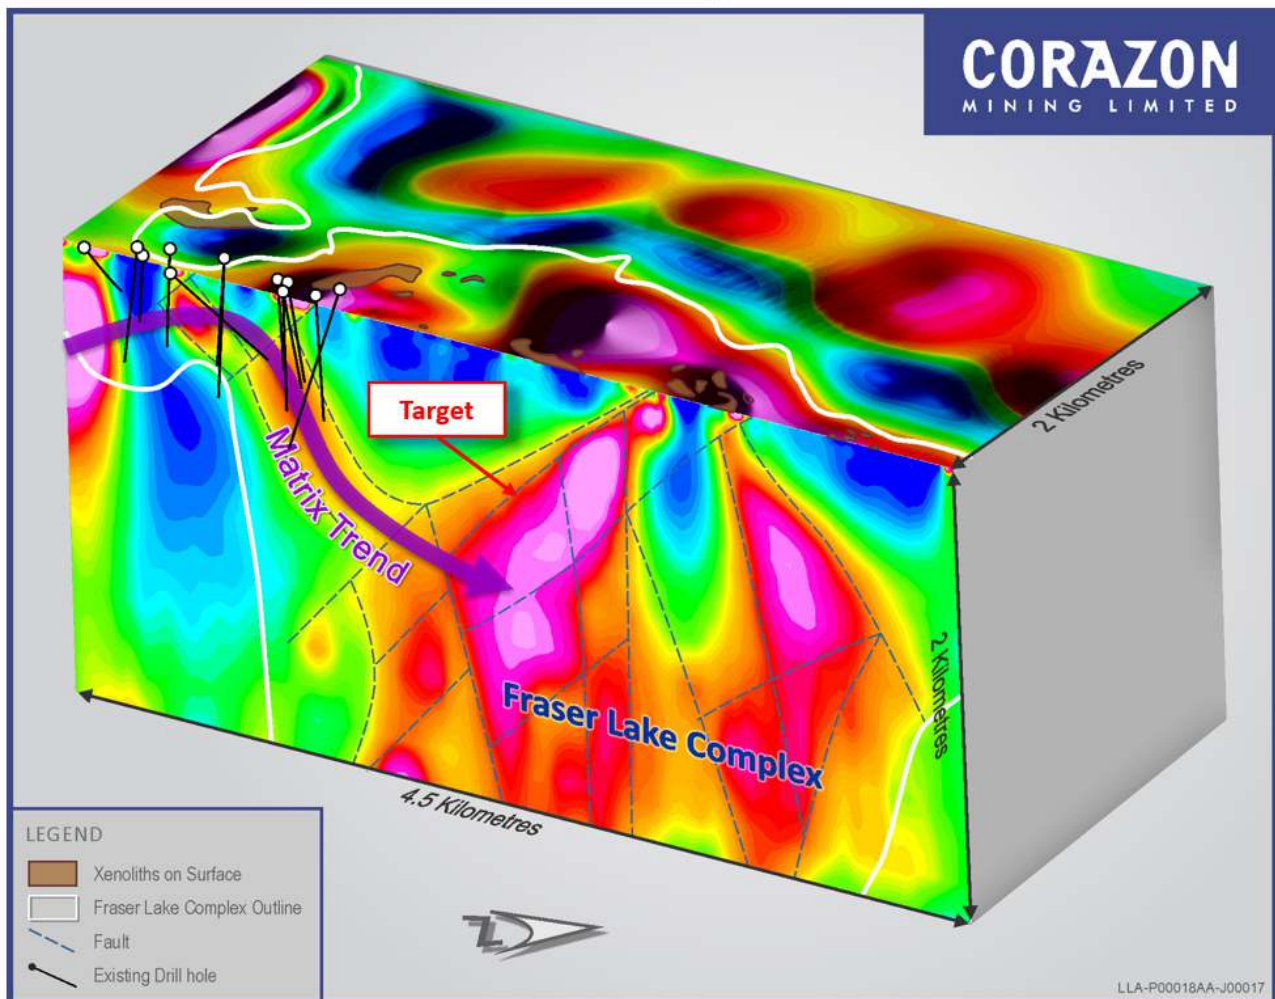 CORAZON
MINING LIMITED
2 Kilometres
Target
Matrix Trend
2 Kilometres
Fraser Lake Complex
4.5 Kilometres
LEGEND
Xenoliths on Surface
Fraser Lake Complex Outline
Fault
Existing Drill hole
Z
LLA-P00018AA-J00017